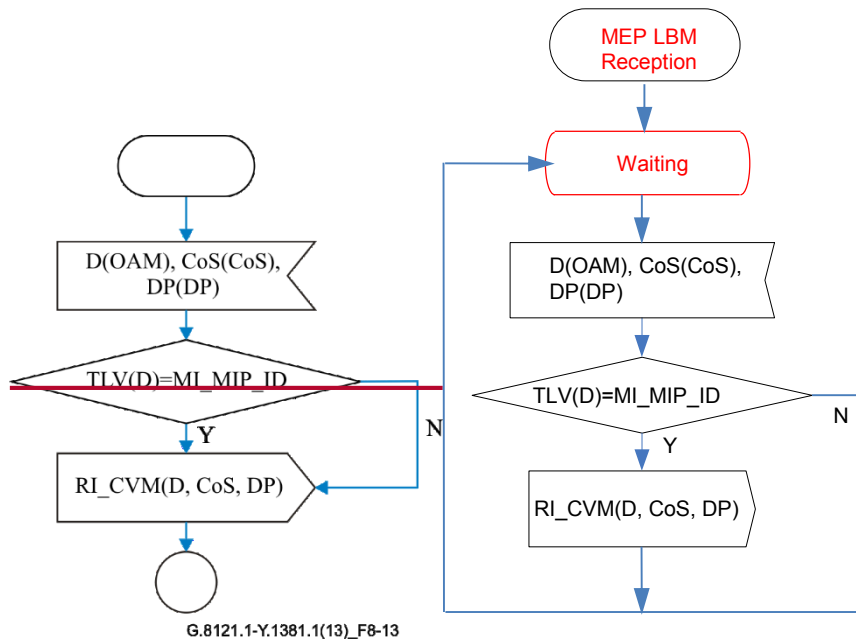 D(OAM), CoS(CoS),
DP(DP)
TLV(D)=MI_MIP_ID
Y
N
RI_CVM(D, CoS, DP)
G.8121.1-Y.1381.1(13)_F8-13
MEP LBM
Reception
Waiting
D(OAM), CoS(CoS),
DP(DP)
TLV(D)=MI_MIP_ID
N
Y
RI_CVM(D, CoS, DP)